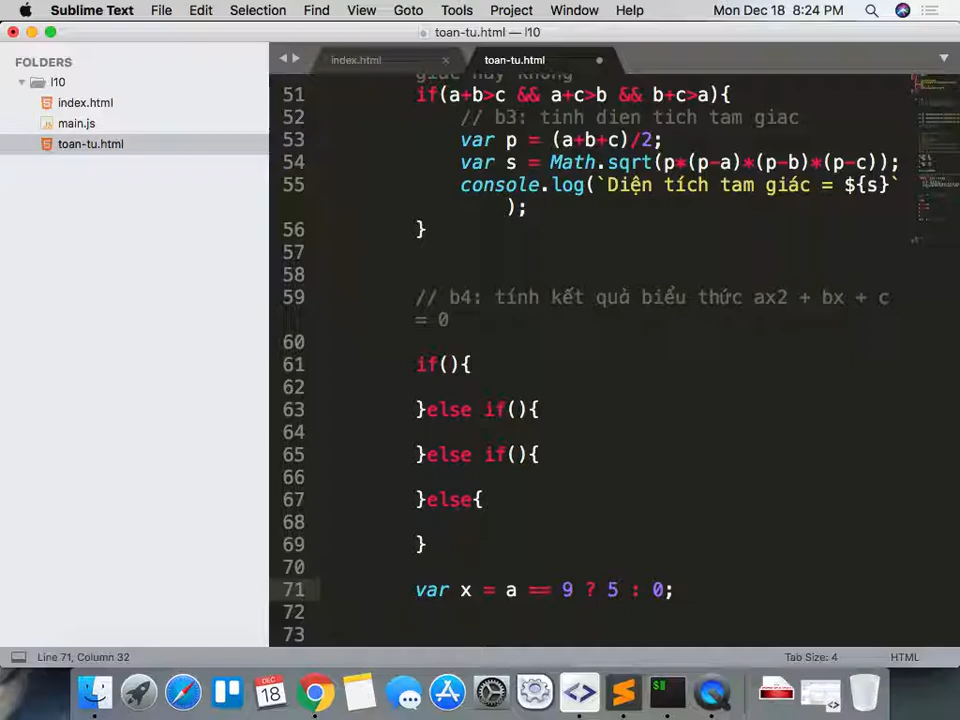 Sublime Text File Edit Selection Find View Goto Tools Project Window Help Mon Dec 18 8:24 PM
toan-tu.html — l10
FOLDERS
l10
index.html
main.js
toan-tu.html
index.html × toan-tu.html
giác hay không
51 if(a+b>c && a+c>b && b+c>a){
52 // b3: tinh dien tich tam giac
53 var p = (a+b+c)/2;
54 var s = Math.sqrt(p*(p-a)*(p-b)*(p-c));
55 console.log(`Diện tích tam giác = ${s}`
);
56 }
57
58
59 // b4: tính kết quả biểu thức ax2 + bx + c
= 0
60
61 if(){
62
63 }else if(){
64
65 }else if(){
66
67 }else{
68
69 }
70
71 var x = a == 9 ? 5 : 0;
72
73
Line 71, Column 32 Tab Size: 4 HTML
DEC
18